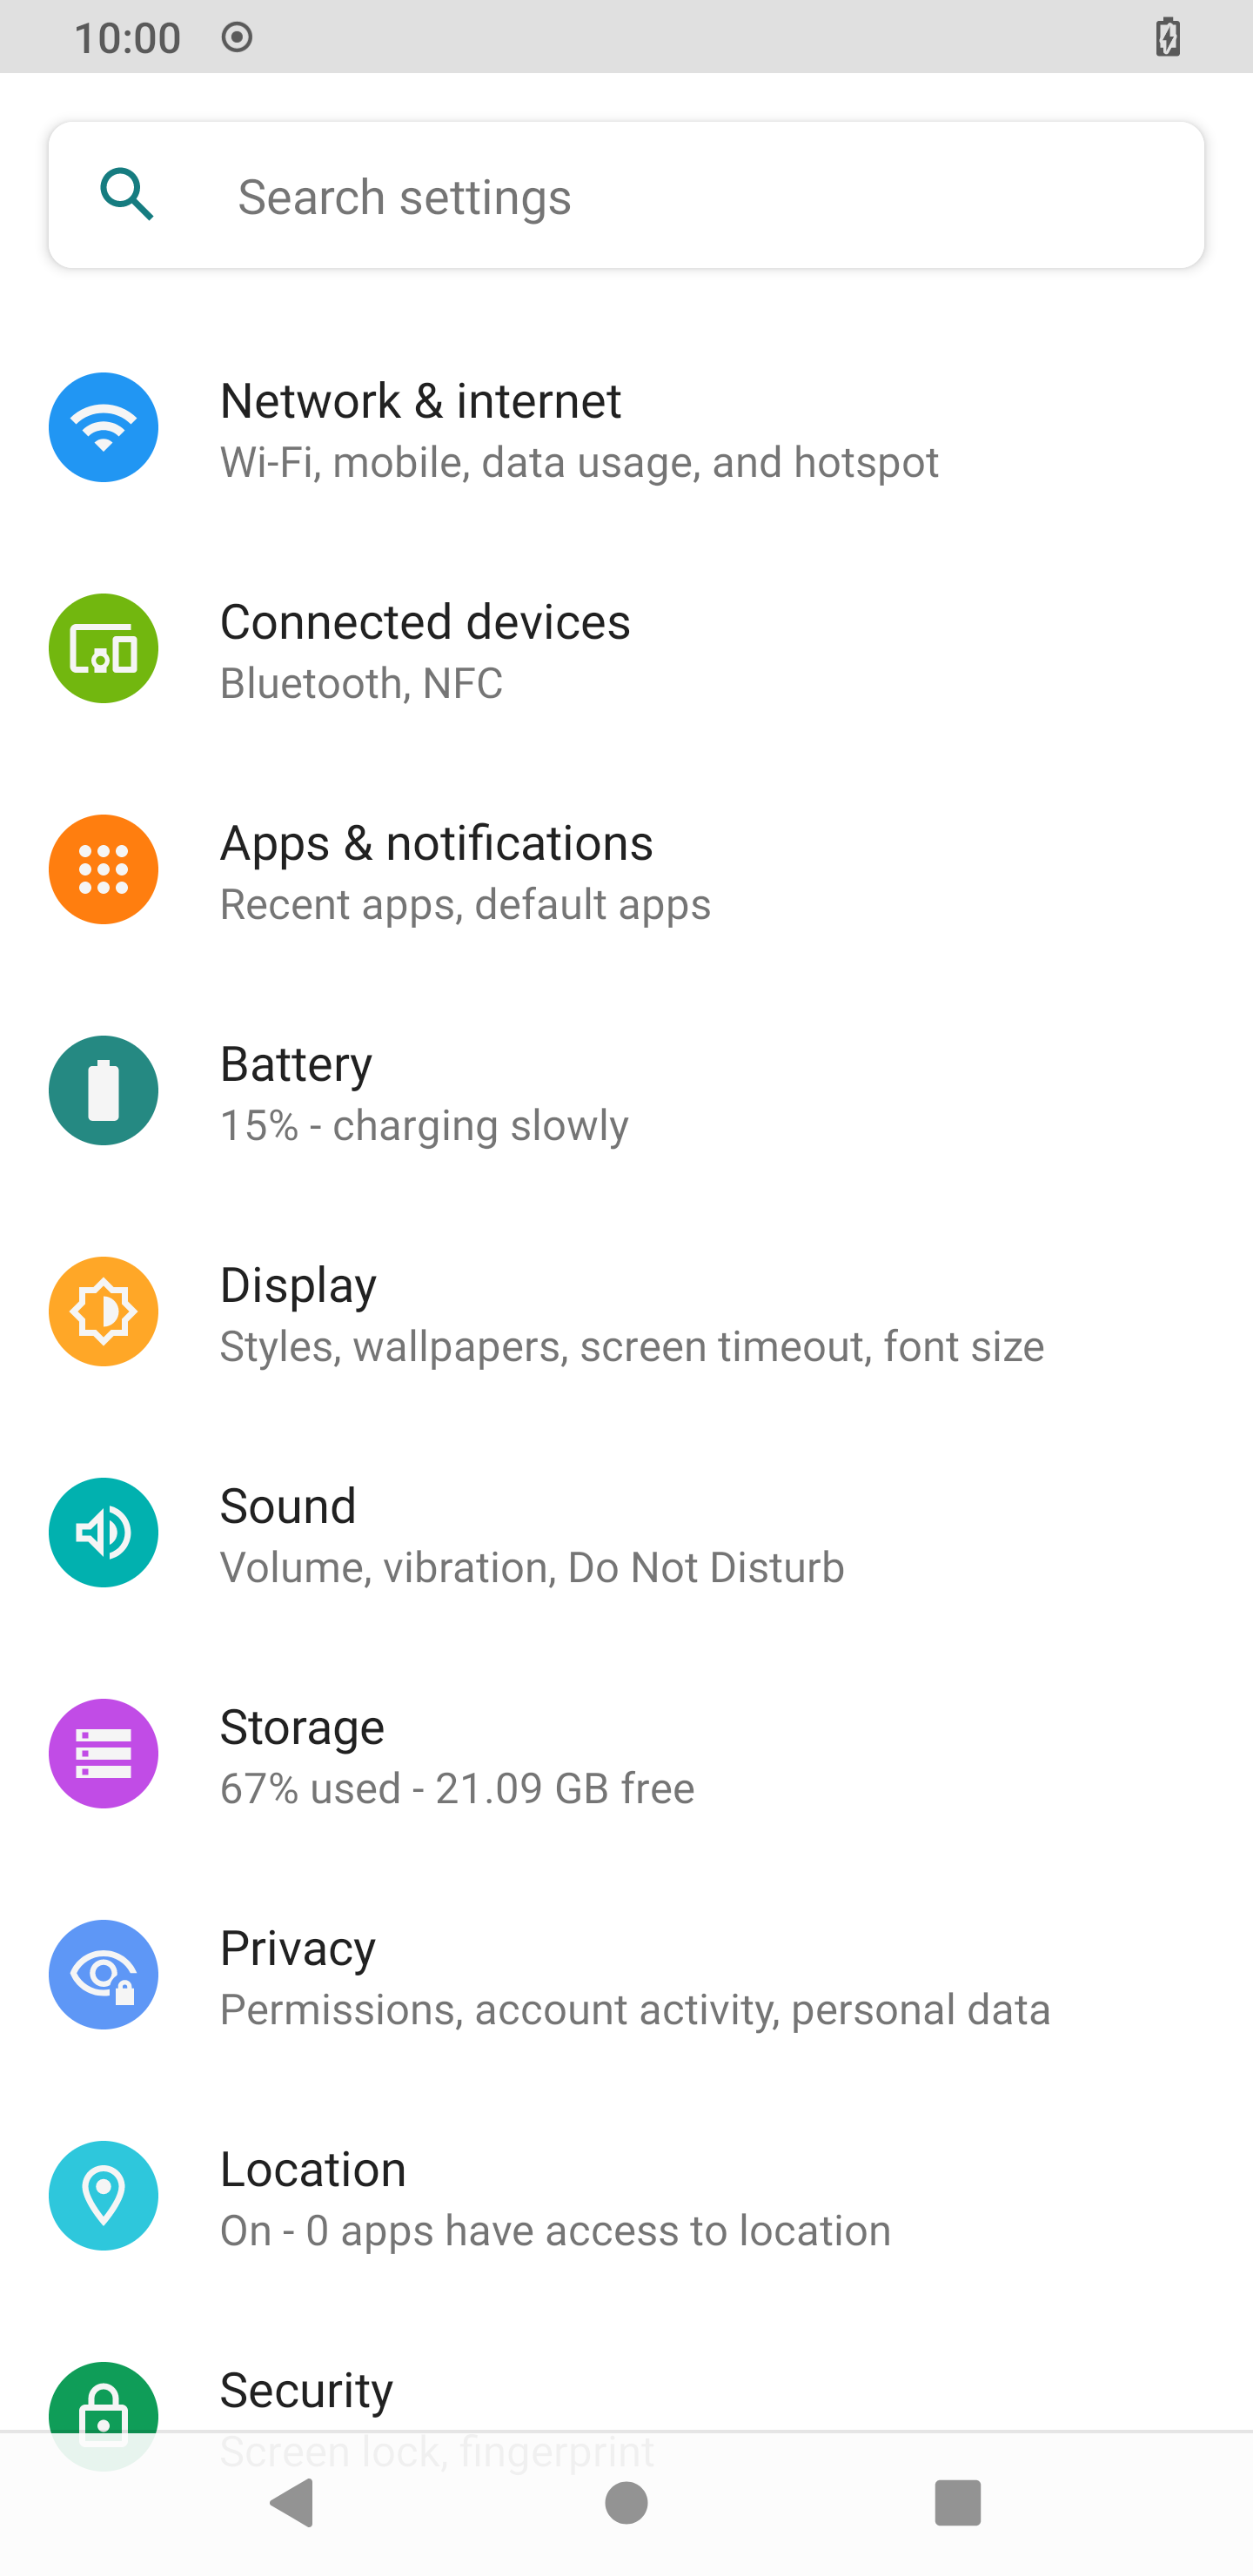 10:00
Search settings
Network & internet
Wi-Fi, mobile, data usage, and hotspot
Connected devices
Bluetooth, NFC
Apps & notifications
Recent apps, default apps
Battery
15% - charging slowly
Display
Styles, wallpapers, screen timeout, font size
Sound
Volume, vibration, Do Not Disturb
Storage
67% used - 21.09 GB free
Privacy
Permissions, account activity, personal data
Location
On - 0 apps have access to location
Security
Screen lock, fingerprint